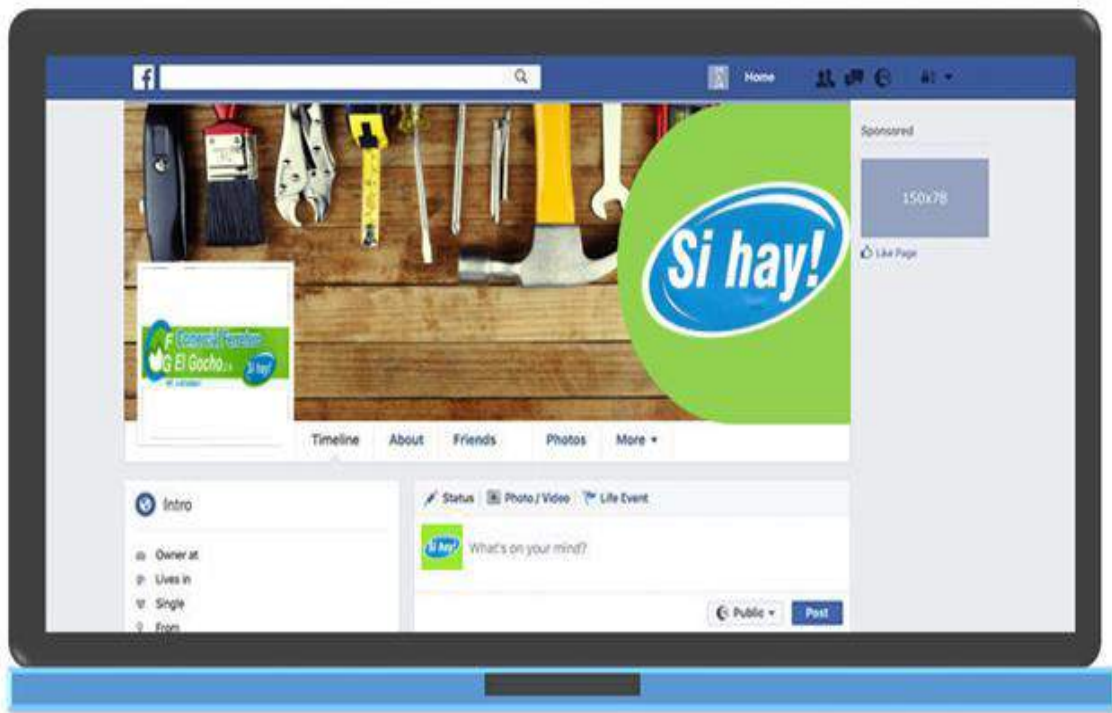 f
Home
Sponsored
150x78
Like Page
Si hay!
F
G El Gocho
Si hay!
Timeline About Friends Photos More
Intro
Owner at
Lives in
Single
From
Status Photo / Video Life Event
Si hay!
What's on your mind?
Public Post